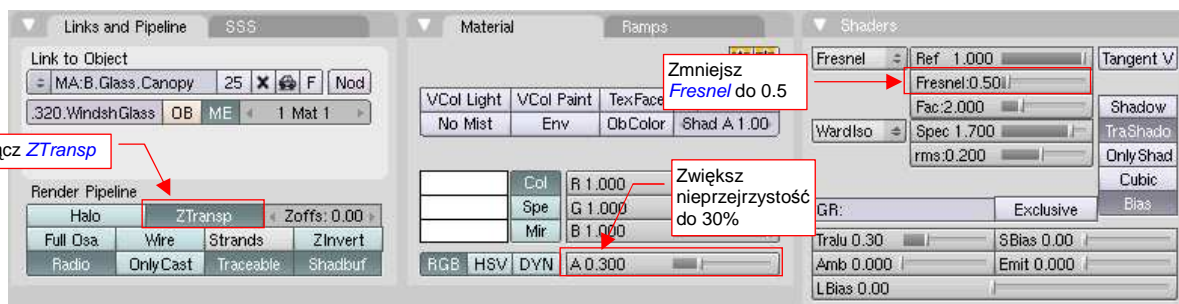 Links and Pipeline
SSS
Link to Object
MA:B.Glass.Canopy
25
F
Nod
.320.WindshGlass
OB
ME
1 Mat 1
ącz ZTransp
Render Pipeline
Halo
ZTransp
Zoffs: 0.00
Full Osa
Wire
Strands
ZInvert
Radio
OnlyCast
Traceable
Shadbuf
Material
Ramps
VCol Light
VCol Paint
TexFace
No Mist
Env
ObColor
Shad A 1.00
Zmniejsz
Fresnel do 0.5
Col
R 1.000
Spe
G 1.000
Mir
B 1.000
Zwiększ
nieprzejrzystość
do 30%
RGB
HSV
DYN
A 0.300
Shaders
Fresnel
Ref 1.000
Tangent V
Fresnel:0.50
Fac:2.000
Shadow
WardIso
Spec 1.700
TraShado
rms:0.200
OnlyShad
Cubic
GR:
Exclusive
Bias
Tralu 0.30
SBias 0.00
Amb 0.000
Emit 0.000
LBias 0.00